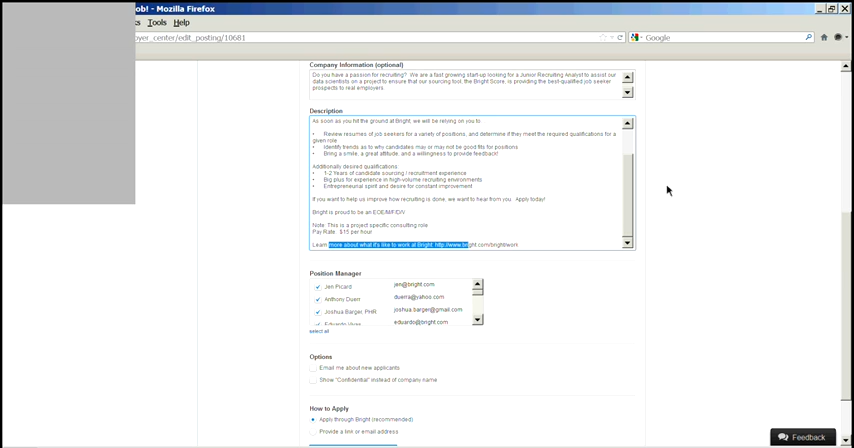 ob! - Mozilla Firefox
ks Tools Help
oyer_center/edit_posting/10681
Google
Company Information (optional)
Do you have a passion for recruiting? We are a fast growing start-up looking for a Junior Recruiting Analyst to assist our
data scientists on a project to ensure that our sourcing tool, the Bright Score, is providing the best-qualified job seeker
prospects to real employers
Description
As soon as you hit the ground at Bright, we will be relying on you to
• Review resumes of job seekers for a variety of positions, and determine if they meet the required qualifications for a
given role
• Identify trends as to why candidates may or may not be good fits for positions
• Bring a smile, a great attitude, and a willingness to provide feedback!
Additionally desired qualifications:
• 1-2 Years of candidate sourcing / recruitment experience
• Big plus for experience in high-volume recruiting environments
• Entrepreneurial spirit and desire for constant improvement
If you want to help us improve how recruiting is done, we want to hear from you. Apply today!
Bright is proud to be an EOE/M/F/D/V.
Note: This is a project specific consulting role
Pay Rate: $15 per hour
Learn more about what it's like to work at Bright: http://www.bright.com/bright/work
Position Manager
Jen Picard jen@bright.com
Anthony Duerr duerra@yahoo.com
Joshua Barger, PHR joshua.barger@gmail.com
Eduardo Vivas eduardo@bright.com
select all
Options
Email me about new applicants
Show "Confidential" instead of company name
How to Apply
Apply through Bright (recommended)
Provide a link or email address
Feedback